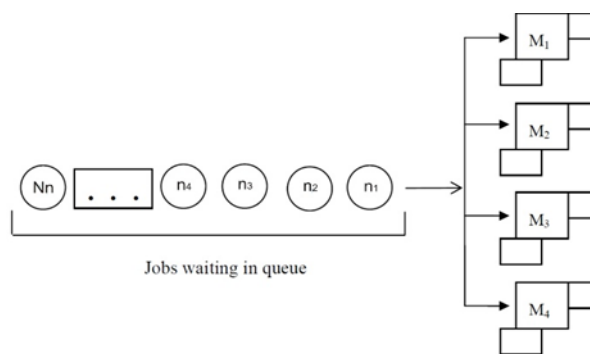 M₁
M₂
Nn . . . n₄ n₃ n₂ n₁
M₃
Jobs waiting in queue
M₄